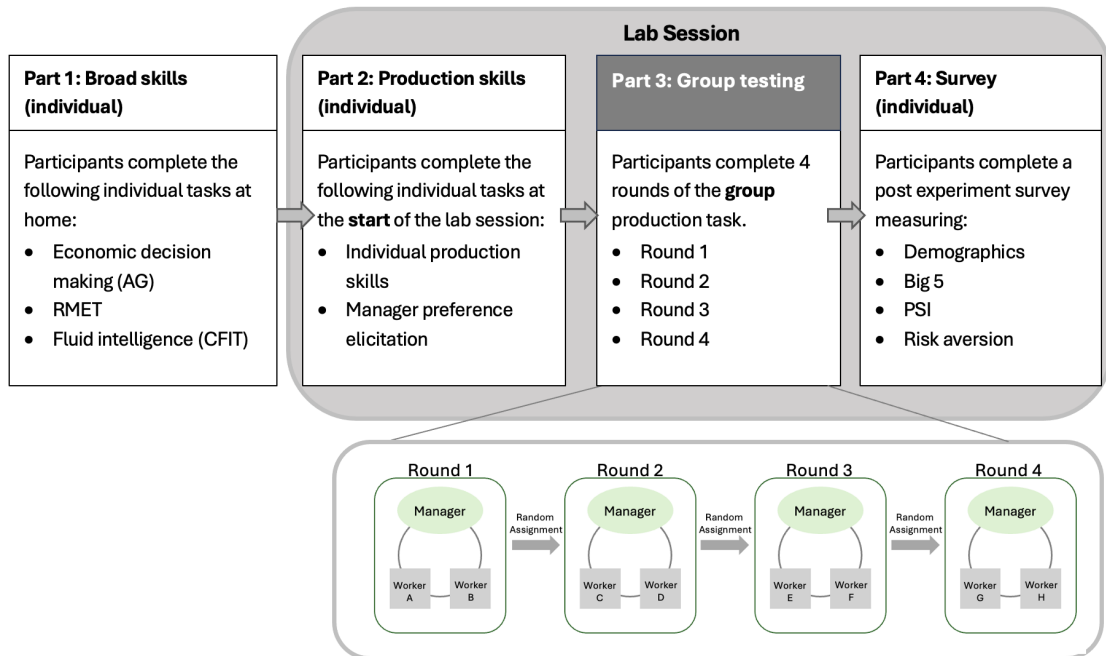 Lab Session
Part 1: Broad skills
(individual)
Participants complete the
following individual tasks at
home:
• Economic decision
making (AG)
• RMET
• Fluid intelligence (CFIT)
Part 2: Production skills
(individual)
Participants complete the
following individual tasks at
the start of the lab session:
• Individual production
skills
• Manager preference
elicitation
Part 3: Group testing
Participants complete 4
rounds of the group
production task.
• Round 1
• Round 2
• Round 3
• Round 4
Part 4: Survey
(individual)
Participants complete a
post experiment survey
measuring:
• Demographics
• Big 5
• PSI
• Risk aversion
Round 1
Manager
Worker
A
Worker
B
Random
Assignment
Round 2
Manager
Worker
C
Worker
D
Random
Assignment
Round 3
Manager
Worker
E
Worker
F
Random
Assignment
Round 4
Manager
Worker
G
Worker
H